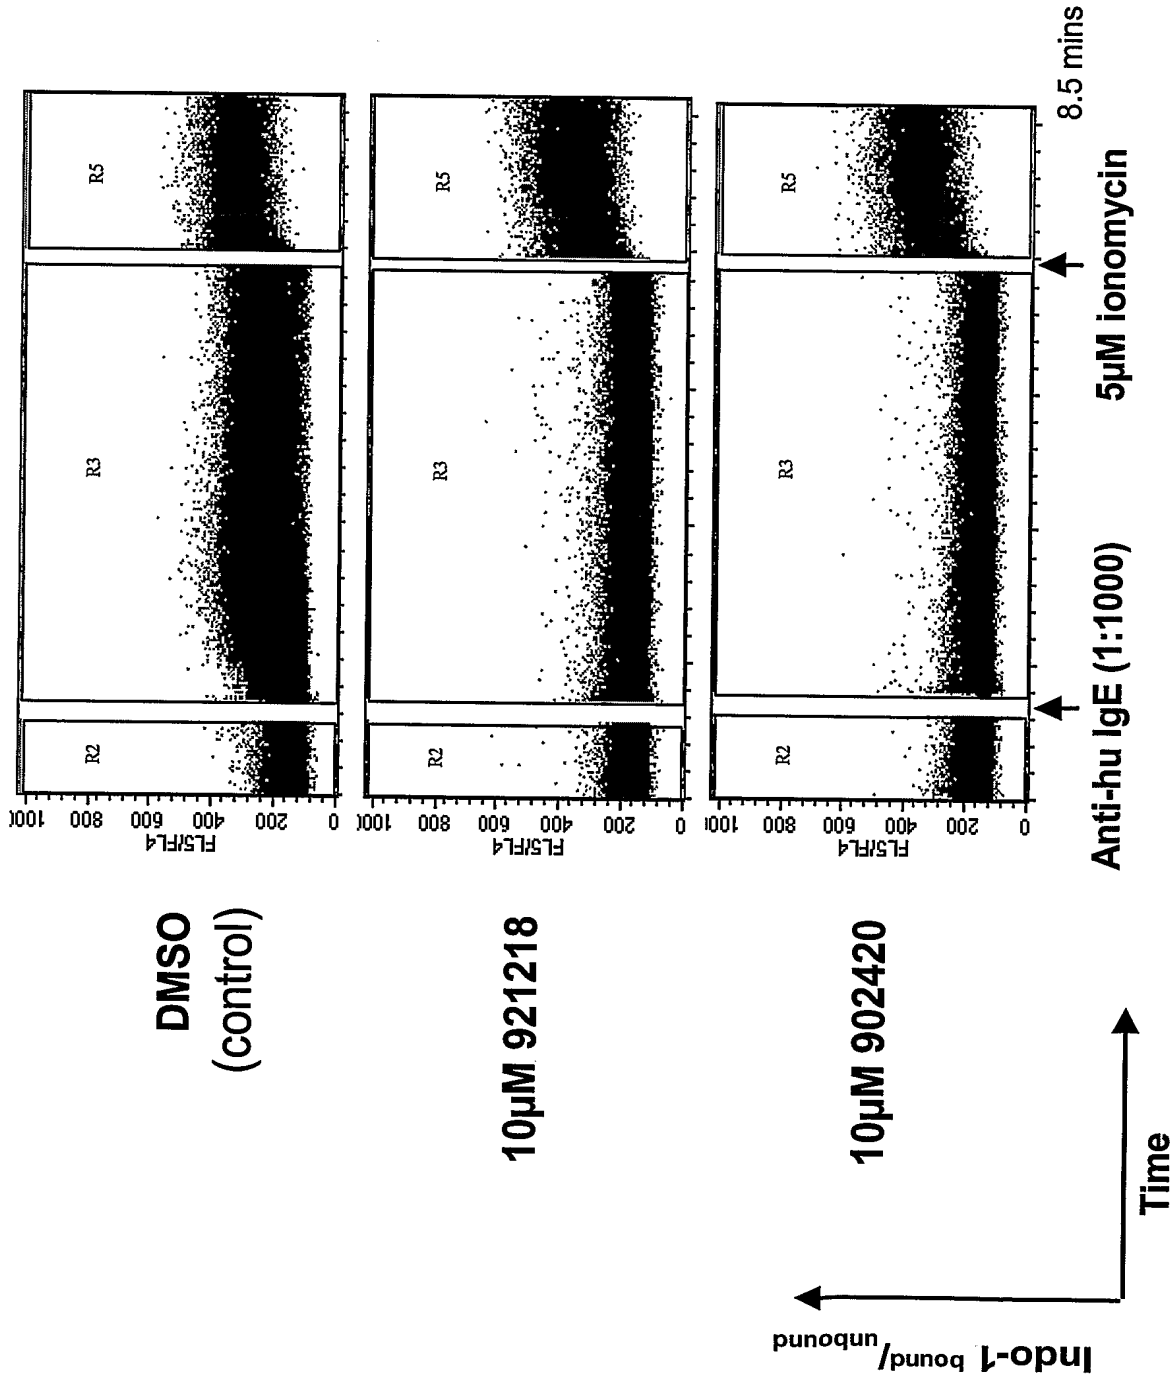 DMSO
(control)
FL5/FL4
0 200 400 600 800 1000
R2
R3
R5
10µM 921218
FL5/FL4
0 200 400 600 800 1000
R2
R3
R5
10µM 902420
FL5/FL4
0 200 400 600 800
R2
R3
R5
Anti-hu IgE (1:1000)
5µM ionomycin
8.5 mins
Indo-1 bound/unbound
Time